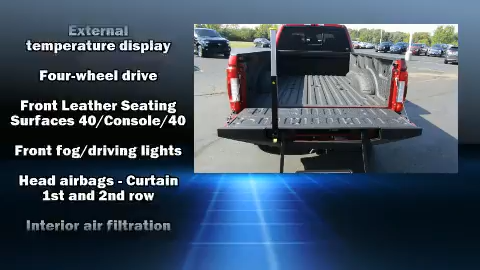 External
temperature display
Four-wheel drive
Front Leather Seating
Surfaces 40/Console/40
Front fog/driving lights
Head airbags - Curtain
1st and 2nd row
Interior air filtration